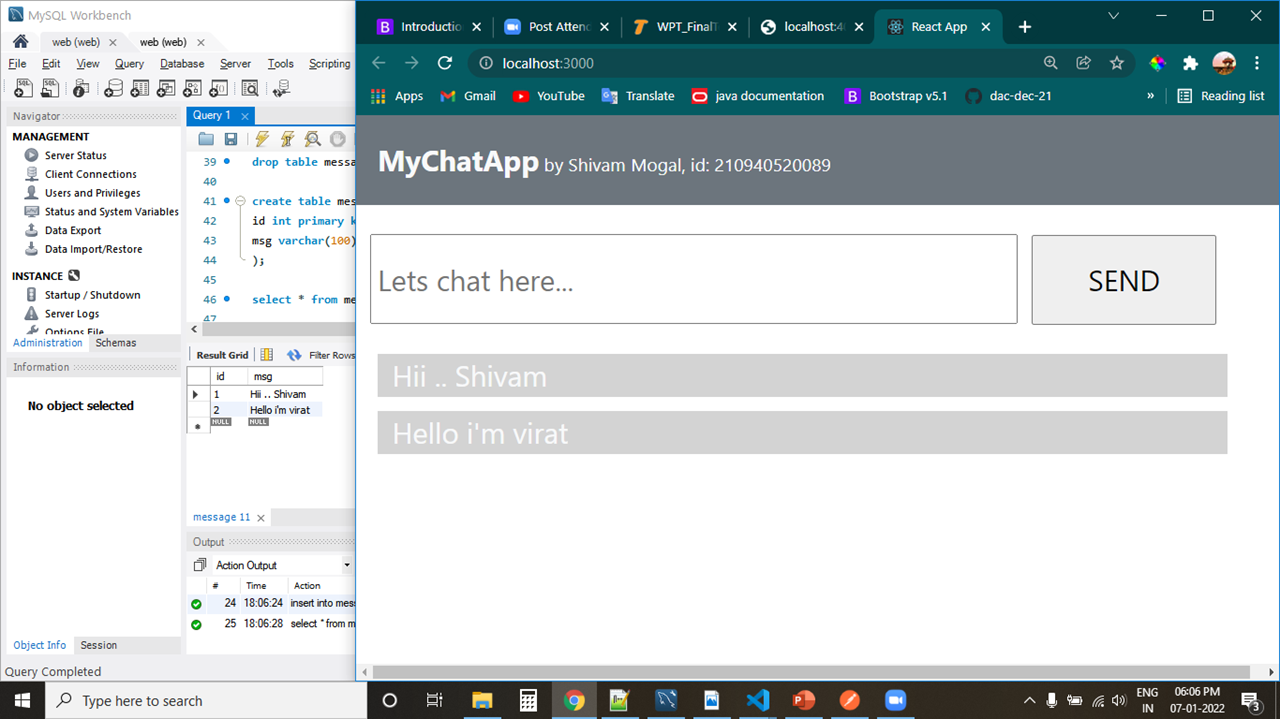 MySQL Workbench
web (web)
web (web)
File Edit View Query Database Server Tools Scripting
Navigator
MANAGEMENT
Server Status
Client Connections
Users and Privileges
Status and System Variables
Data Export
Data Import/Restore
INSTANCE
Startup / Shutdown
Server Logs
Options File
Administration Schemas
Information
No object selected
Object Info Session
Query Completed
Query 1
39 drop table messa
40
41 create table mes
42 id int primary k
43 msg varchar(100)
44 );
45
46 select * from me
47
Result Grid Filter Rows
id msg
1 Hii .. Shivam
2 Hello i'm virat
NULL NULL
message 11
Output
Action Output
# Time Action
24 18:06:24 insert into mess
25 18:06:28 select * from m
Introductio Post Attend WPT_FinalT localhost:40 React App
localhost:3000
Apps Gmail YouTube Translate java documentation Bootstrap v5.1 dac-dec-21 » Reading list
MyChatApp by Shivam Mogal, id: 210940520089
Lets chat here...
SEND
Hii .. Shivam
Hello i'm virat
Type here to search
ENG
IN
06:06 PM
07-01-2022
3